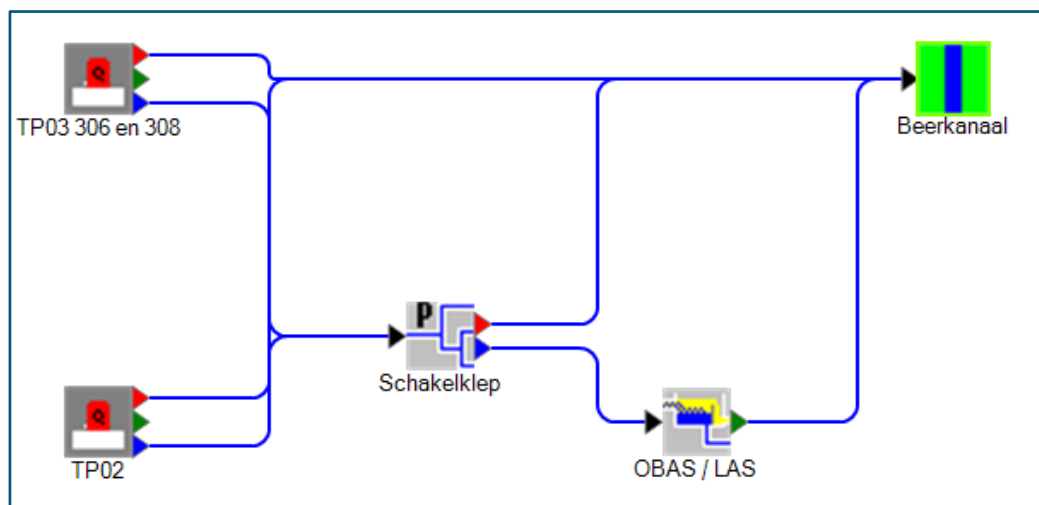 Q
TP03 306 en 308
Beerkanaal
P
Schakelklep
Q
TP02
OBAS / LAS